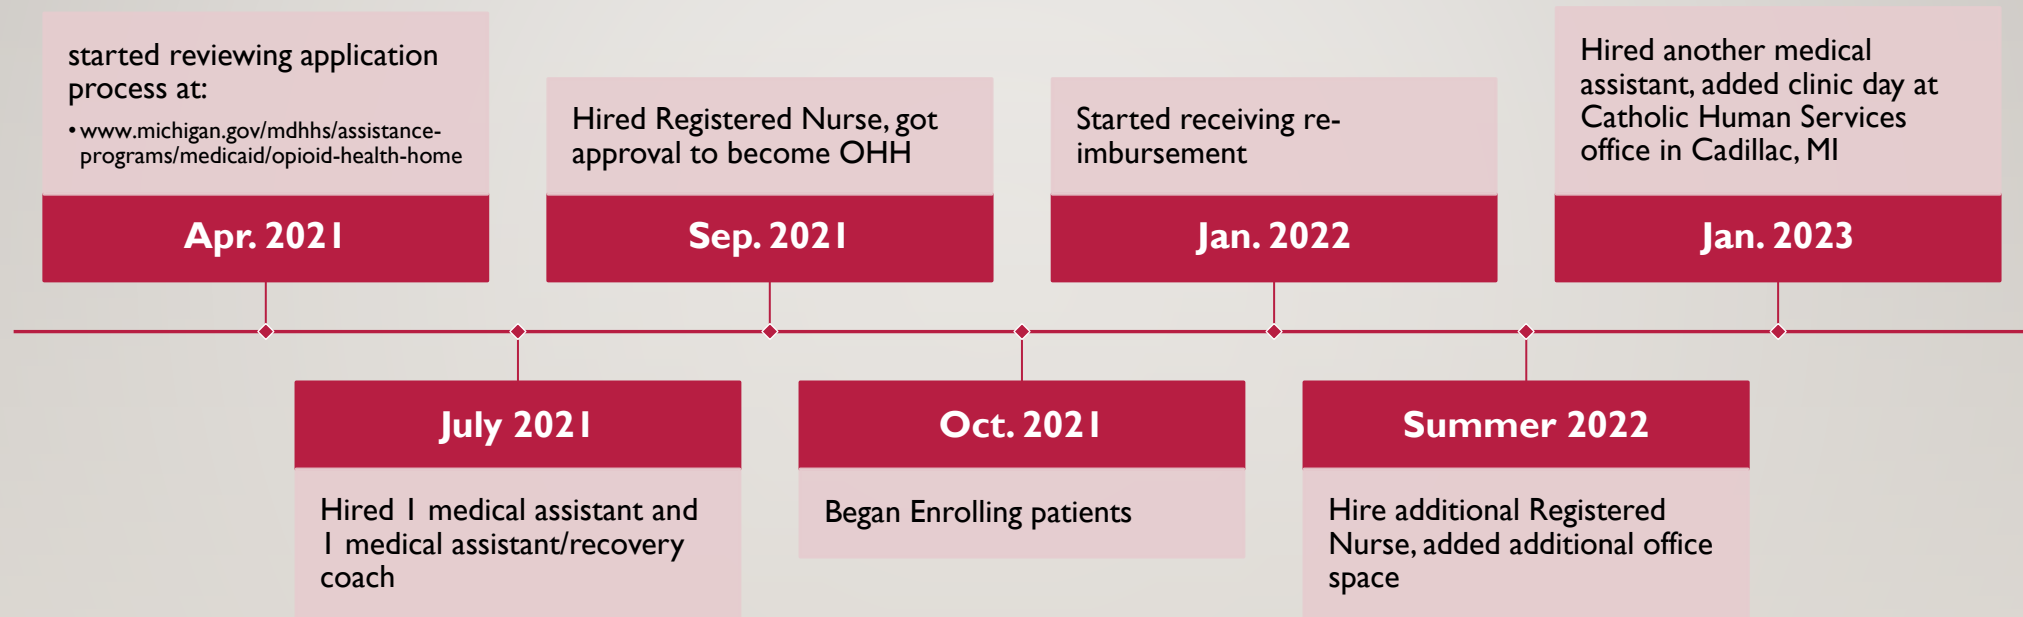 started reviewing application
process at:
• www.michigan.gov/mdhhs/assistance-
programs/medicaid/opioid-health-home
Apr. 2021
July 2021
Hired 1 medical assistant and
1 medical assistant/recovery
coach
Hired Registered Nurse, got
approval to become OHH
Sep. 2021
Oct. 2021
Began Enrolling patients
Started receiving re-
imbursement
Jan. 2022
Summer 2022
Hire additional Registered
Nurse, added additional office
space
Hired another medical
assistant, added clinic day at
Catholic Human Services
office in Cadillac, MI
Jan. 2023